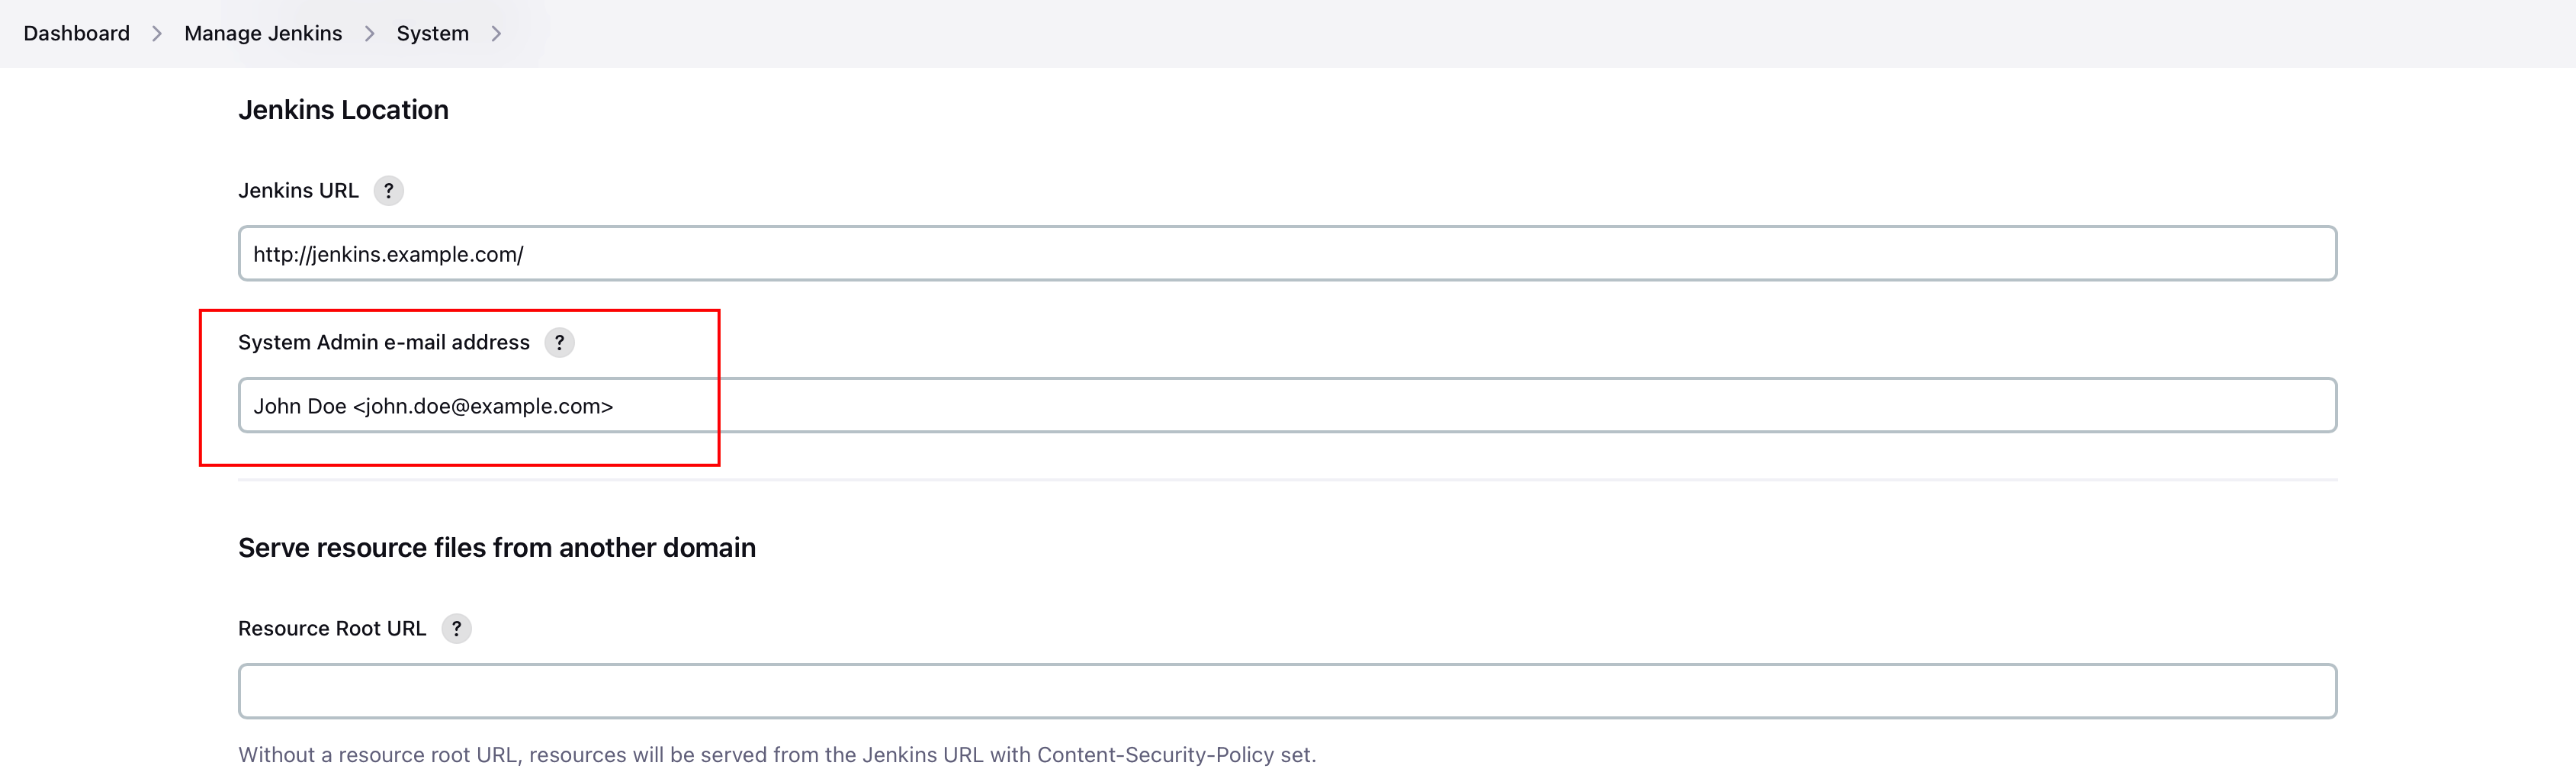 Dashboard > Manage Jenkins > System >
Jenkins Location
Jenkins URL ?
http://jenkins.example.com/
System Admin e-mail address ?
John Doe <john.doe@example.com>
Serve resource files from another domain
Resource Root URL ?
Without a resource root URL, resources will be served from the Jenkins URL with Content-Security-Policy set.